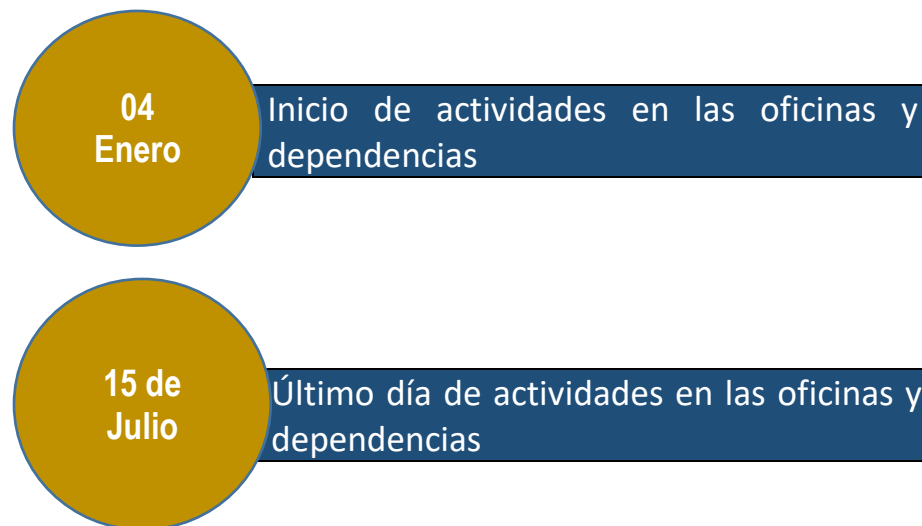 04
Enero
Inicio de actividades en las oficinas y
dependencias
15 de
Julio
Último día de actividades en las oficinas y
dependencias